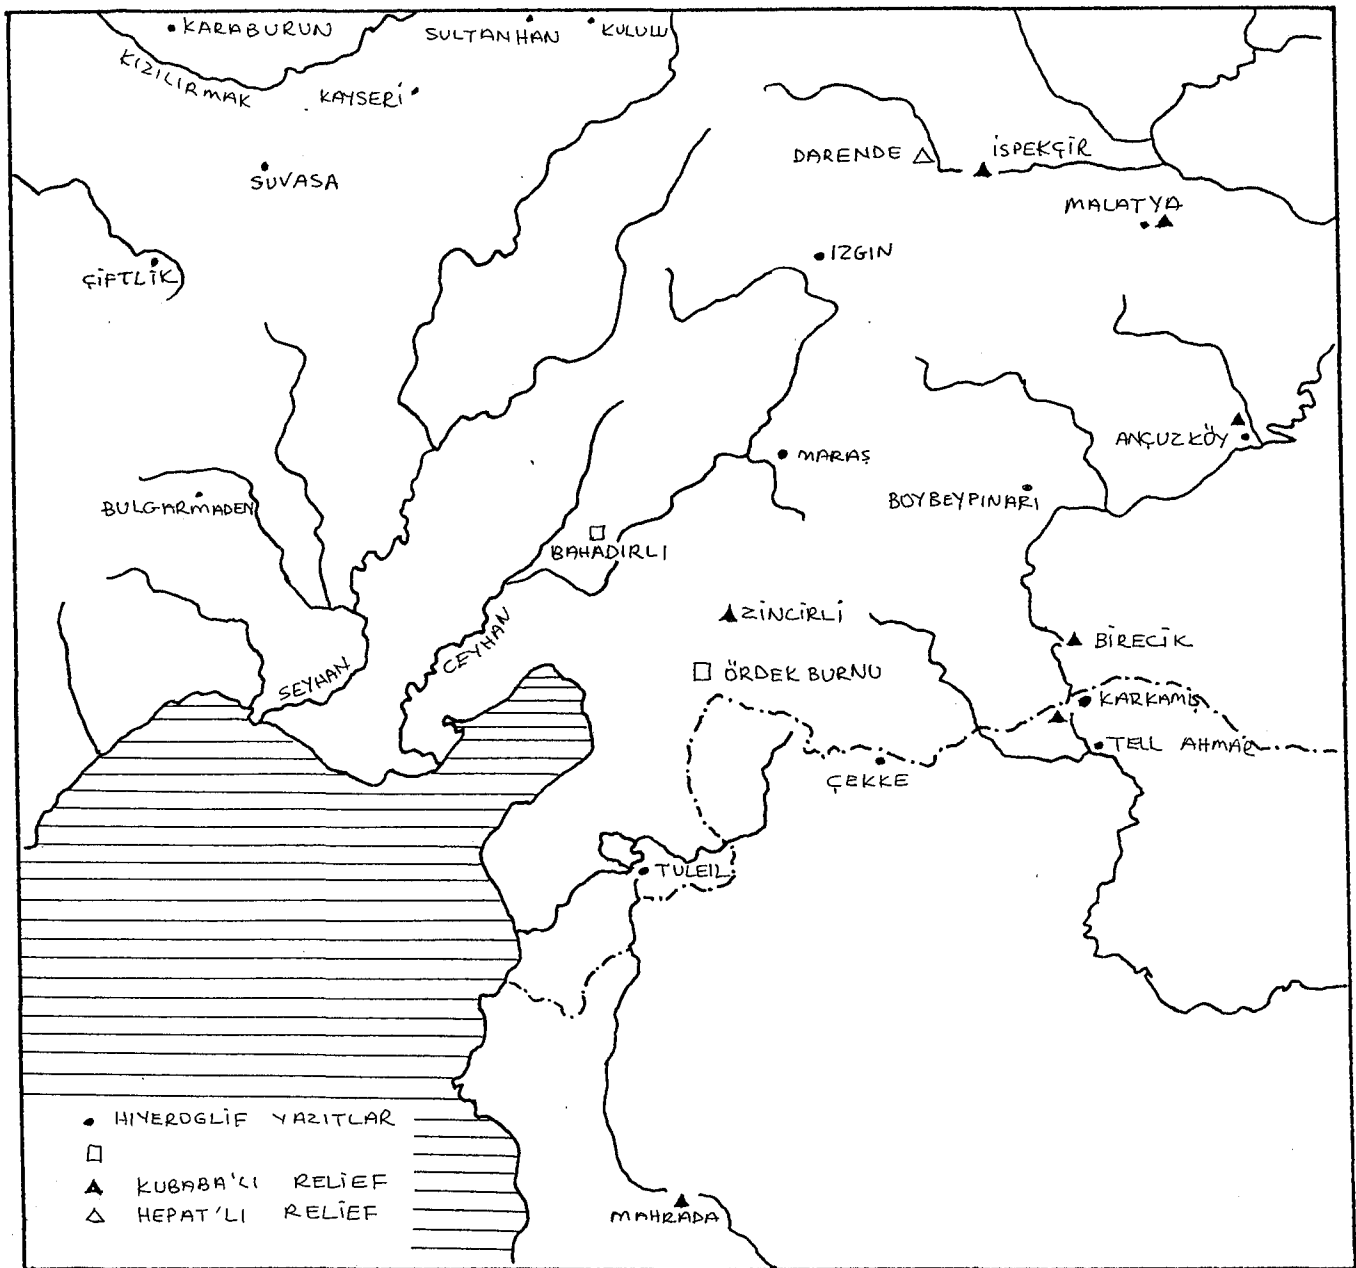 KARABURUN
SULTANHAN
KULULU
KIZILIRMAK
KAYSERİ
DARENDE
İSPEKÇİR
SUVASA
MALATYA
IZGIN
ÇİFTLİK
ANÇUZKÖY
MARAŞ
BULGARMADEN
BOYBEYPINARI
BAHADIRLI
ZİNCİRLİ
CEYHAN
BİRECİK
SEYHAN
ÖRDEK BURNU
KARKAMIŞ
TELL AHMAR
ÇEKKE
TULEIL
HIYEROGLİF YAZITLAR
KUBABA'LI RELİEF
HEPAT'LI RELİEF
MAHRADA